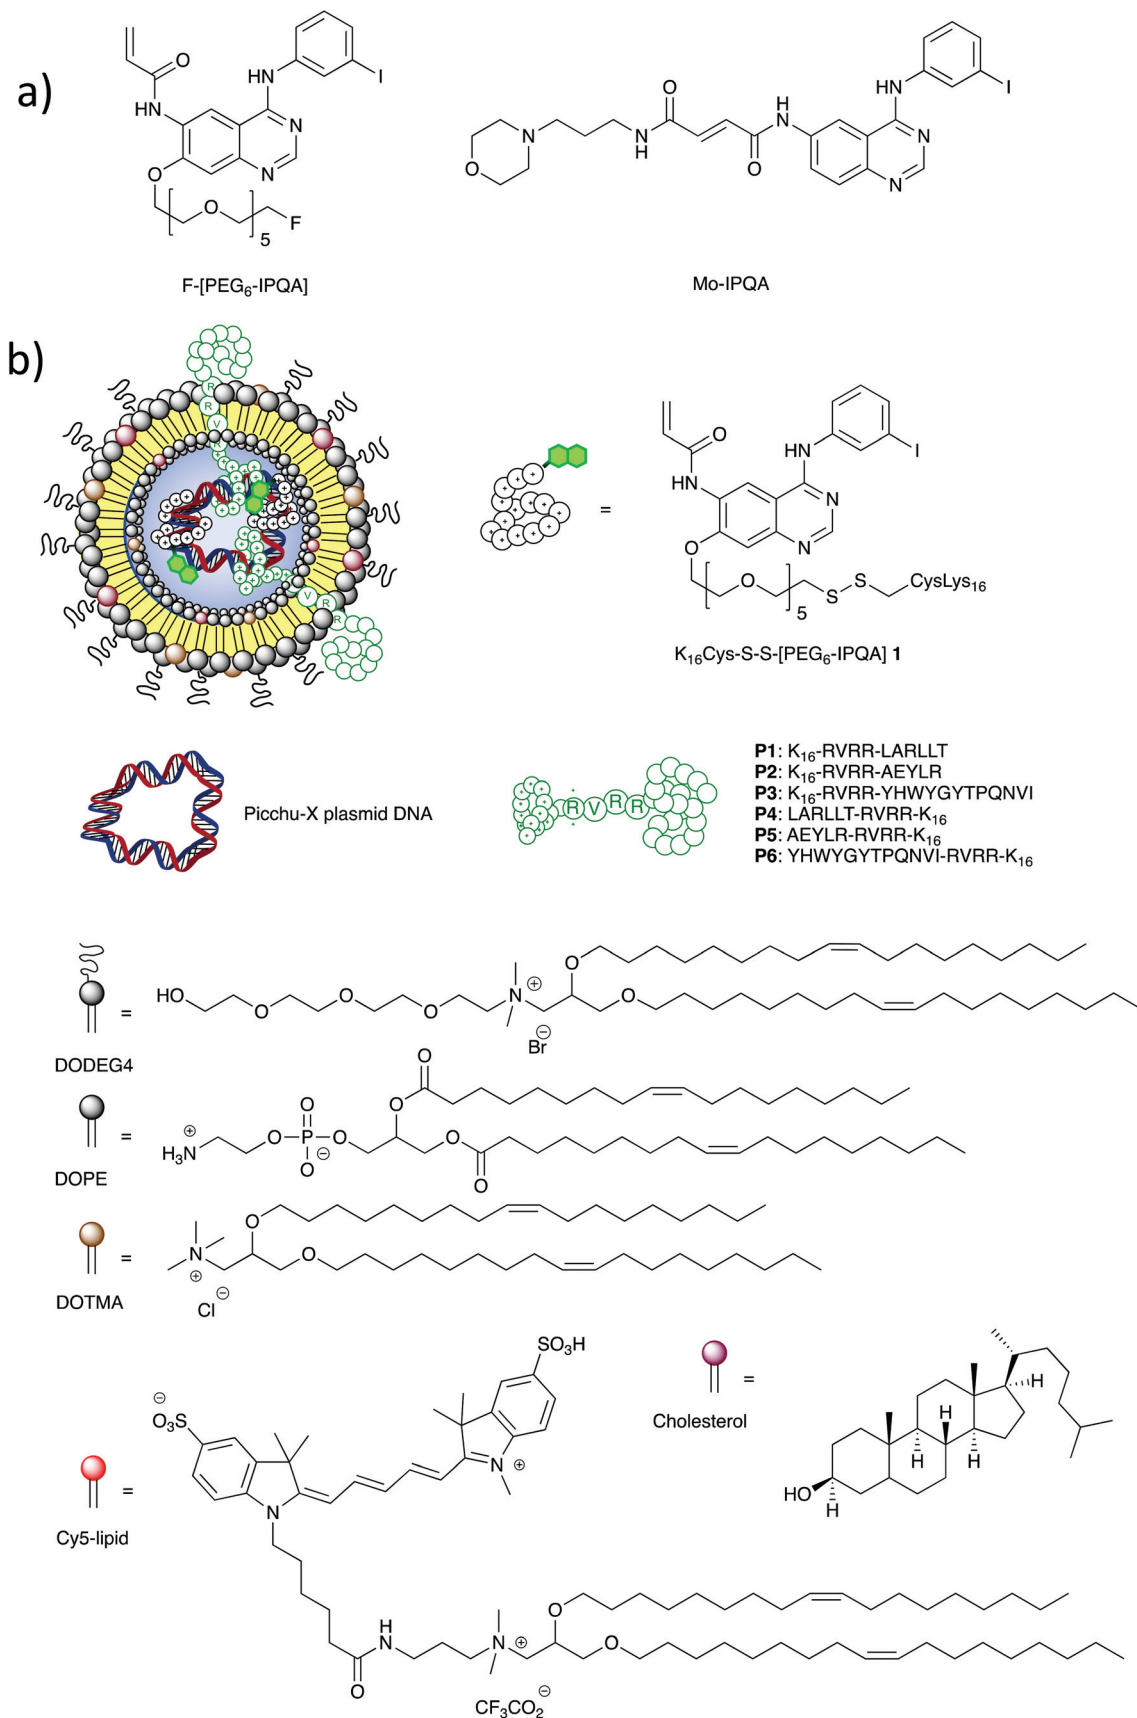 a)
O
HN
HN
I
N
N
O
O
F
5
F-[PEG₆-IPQA]
N
O
N
H
O
O
H
N
HN
I
N
N
Mo-IPQA
b)
R
R
V
R
V
R
R
=
O
HN
HN
I
N
N
O
O
5
S
S
CysLys₁₆
K₁₆Cys-S-S-[PEG₆-IPQA] 1
Picchu-X plasmid DNA
R V R R
P1: K₁₆-RVRR-LARLLT
P2: K₁₆-RVRR-AEYLR
P3: K₁₆-RVRR-YHWYGYTPQNVI
P4: LARLLT-RVRR-K₁₆
P5: AEYLR-RVRR-K₁₆
P6: YHWYGYTPQNVI-RVRR-K₁₆
=
HO
O
O
O
N
⊕
O
O
Br
⊖
DODEG4
=
⊕
H₃N
O
O
P
O
⊖
O
O
O
O
O
DOPE
=
N
⊕
O
O
Cl
⊖
DOTMA
=
⊖
O₃S
SO₃H
N
N
⊕
Cy5-lipid
O
H
N
N
⊕
O
O
CF₃CO₂⊖
=
Cholesterol
HO
H
H
H
H
H